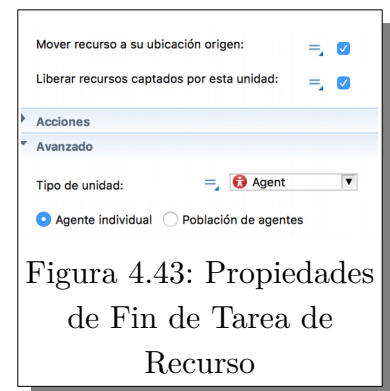 Mover recurso a su ubicación origen:
Liberar recursos captados por esta unidad:
Acciones
Avanzado
Tipo de unidad: Agent
Agente individual Población de agentes
Figura 4.43: Propiedades
de Fin de Tarea de
Recurso